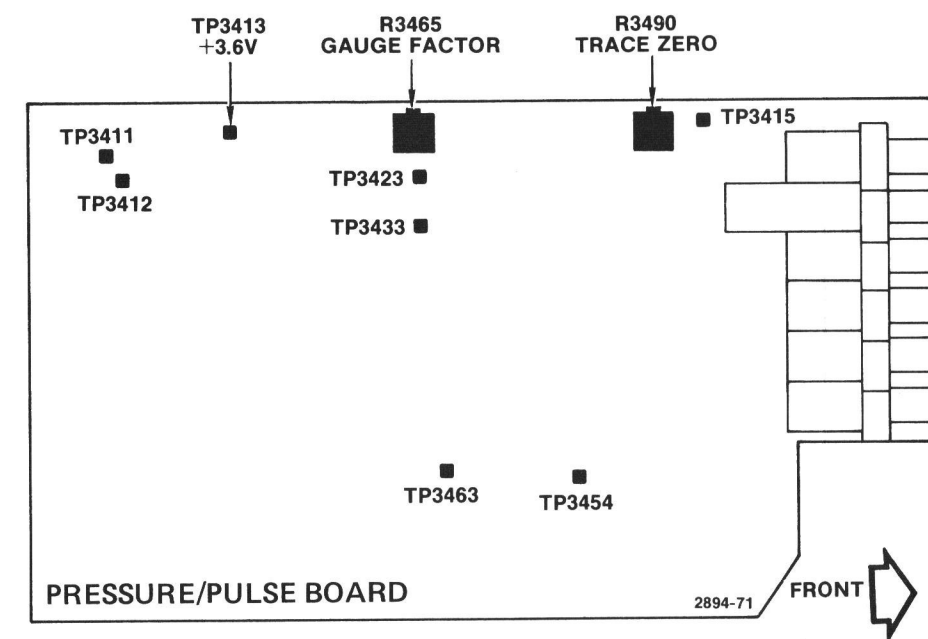 TP3413
+3.6V
R3465
GAUGE FACTOR
R3490
TRACE ZERO
TP3415
TP3411
TP3412
TP3423
TP3433
TP3463
TP3454
PRESSURE/PULSE BOARD
2894-71
FRONT